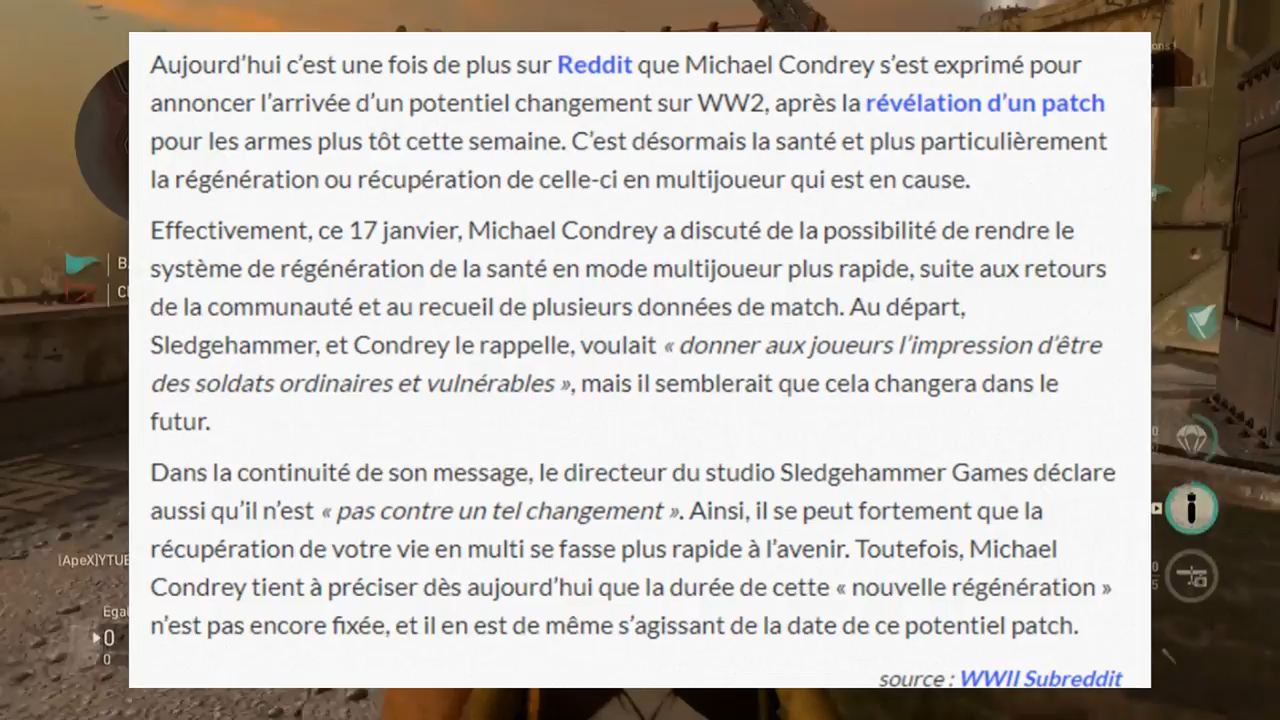 Aujourd’hui c’est une fois de plus sur Reddit que Michael Condrey s’est exprimé pour
annoncer l’arrivée d’un potentiel changement sur WW2, après la révélation d’un patch
pour les armes plus tôt cette semaine. C’est désormais la santé et plus particulièrement
la régénération ou récupération de celle-ci en multijoueur qui est en cause.
Effectivement, ce 17 janvier, Michael Condrey a discuté de la possibilité de rendre le
système de régénération de la santé en mode multijoueur plus rapide, suite aux retours
de la communauté et au recueil de plusieurs données de match. Au départ,
Sledgehammer, et Condrey le rappelle, voulait « donner aux joueurs l’impression d’être
des soldats ordinaires et vulnérables », mais il semblerait que cela changera dans le
futur.
Dans la continuité de son message, le directeur du studio Sledgehammer Games déclare
aussi qu’il n’est « pas contre un tel changement ». Ainsi, il se peut fortement que la
récupération de votre vie en multi se fasse plus rapide à l’avenir. Toutefois, Michael
Condrey tient à préciser dès aujourd’hui que la durée de cette « nouvelle régénération »
n’est pas encore fixée, et il en est de même s’agissant de la date de ce potentiel patch.
source : WWII Subreddit
[ApeX]YTUB
Egal
0
0